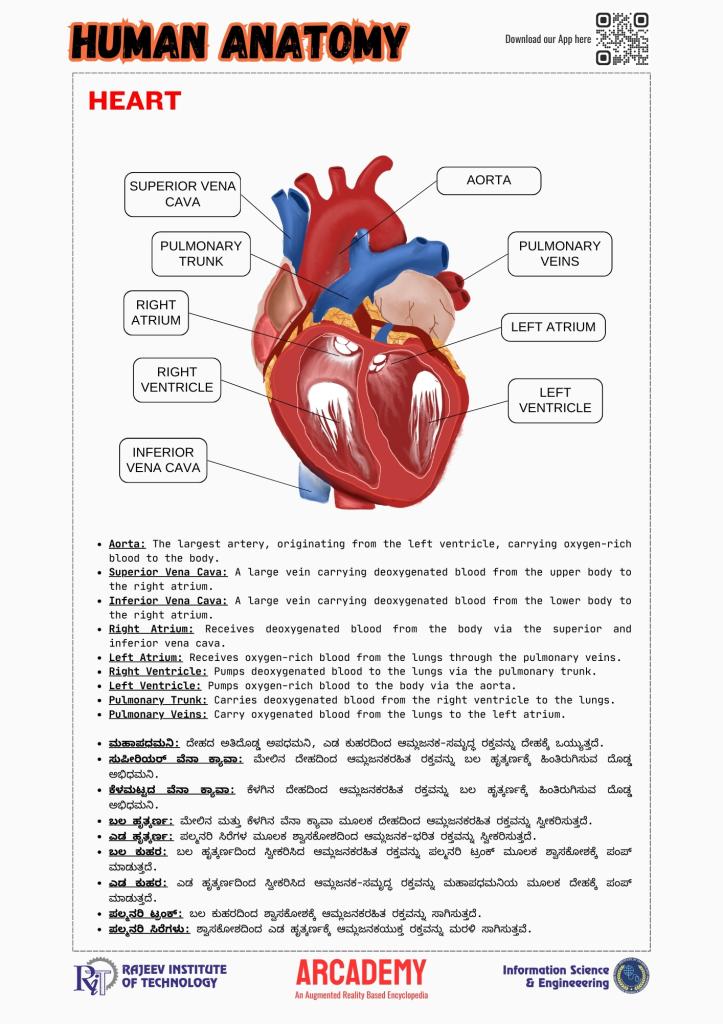 HUMAN ANATOMY
Download our App here
HEART
SUPERIOR VENA
CAVA
AORTA
PULMONARY
TRUNK
PULMONARY
VEINS
RIGHT
ATRIUM
LEFT ATRIUM
RIGHT
VENTRICLE
LEFT
VENTRICLE
INFERIOR
VENA CAVA
• Aorta: The largest artery, originating from the left ventricle, carrying oxygen-rich
blood to the body.
• Superior Vena Cava: A large vein carrying deoxygenated blood from the upper body to
the right atrium.
• Inferior Vena Cava: A large vein carrying deoxygenated blood from the lower body to
the right atrium.
• Right Atrium: Receives deoxygenated blood from the body via the superior and
inferior vena cava.
• Left Atrium: Receives oxygen-rich blood from the lungs through the pulmonary veins.
• Right Ventricle: Pumps deoxygenated blood to the lungs via the pulmonary trunk.
• Left Ventricle: Pumps oxygen-rich blood to the body via the aorta.
• Pulmonary Trunk: Carries deoxygenated blood from the right ventricle to the lungs.
• Pulmonary Veins: Carry oxygenated blood from the lungs to the left atrium.
• ಮಹಾಪಧಮನಿ: ದೇಹದ ಅತಿದೊಡ್ಡ ಅಪಧಮನಿ, ಎಡ ಕುಹರದಿಂದ ಆಮ್ಲಜನಕ-ಸಮೃದ್ಧ ರಕ್ತವನ್ನು ದೇಹಕ್ಕೆ ಒಯ್ಯುತ್ತದೆ.
• ಸುಪೀರಿಯರ್ ವೆನಾ ಕ್ಯಾವಾ: ಮೇಲಿನ ದೇಹದಿಂದ ಆಮ್ಲಜನಕರಹಿತ ರಕ್ತವನ್ನು ಬಲ ಹೃತ್ಕರ್ಣಕ್ಕೆ ಹಿಂತಿರುಗಿಸುವ ದೊಡ್ಡ
ಅಭಿಧಮನಿ.
• ಕೆಳಮಟ್ಟದ ವೆನಾ ಕ್ಯಾವಾ: ಕೆಳಗಿನ ದೇಹದಿಂದ ಆಮ್ಲಜನಕರಹಿತ ರಕ್ತವನ್ನು ಬಲ ಹೃತ್ಕರ್ಣಕ್ಕೆ ಹಿಂತಿರುಗಿಸುವ ದೊಡ್ಡ
ಅಭಿಧಮನಿ.
• ಬಲ ಹೃತ್ಕರ್ಣ: ಮೇಲಿನ ಮತ್ತು ಕೆಳಗಿನ ವೆನಾ ಕ್ಯಾವಾ ಮೂಲಕ ದೇಹದಿಂದ ಆಮ್ಲಜನಕರಹಿತ ರಕ್ತವನ್ನು ಸ್ವೀಕರಿಸುತ್ತದೆ.
• ಎಡ ಹೃತ್ಕರ್ಣ: ಪಲ್ಮನರಿ ಸಿರೆಗಳ ಮೂಲಕ ಶ್ವಾಸಕೋಶದಿಂದ ಆಮ್ಲಜನಕ-ಭರಿತ ರಕ್ತವನ್ನು ಸ್ವೀಕರಿಸುತ್ತದೆ.
• ಬಲ ಕುಹರ: ಬಲ ಹೃತ್ಕರ್ಣದಿಂದ ಸ್ವೀಕರಿಸಿದ ಆಮ್ಲಜನಕರಹಿತ ರಕ್ತವನ್ನು ಪಲ್ಮನರಿ ಟ್ರಂಕ್ ಮೂಲಕ ಶ್ವಾಸಕೋಶಕ್ಕೆ ಪಂಪ್
ಮಾಡುತ್ತದೆ.
• ಎಡ ಕುಹರ: ಎಡ ಹೃತ್ಕರ್ಣದಿಂದ ಸ್ವೀಕರಿಸಿದ ಆಮ್ಲಜನಕ-ಸಮೃದ್ಧ ರಕ್ತವನ್ನು ಮಹಾಪಧಮನಿಯ ಮೂಲಕ ದೇಹಕ್ಕೆ ಪಂಪ್
ಮಾಡುತ್ತದೆ.
• ಪಲ್ಮನರಿ ಟ್ರಂಕ್: ಬಲ ಕುಹರದಿಂದ ಶ್ವಾಸಕೋಶಕ್ಕೆ ಆಮ್ಲಜನಕರಹಿತ ರಕ್ತವನ್ನು ಸಾಗಿಸುತ್ತದೆ.
• ಪಲ್ಮನರಿ ಸಿರೆಗಳು: ಶ್ವಾಸಕೋಶದಿಂದ ಎಡ ಹೃತ್ಕರ್ಣಕ್ಕೆ ಆಮ್ಲಜನಕಯುಕ್ತ ರಕ್ತವನ್ನು ಮರಳಿ ಸಾಗಿಸುತ್ತವೆ.
RiT
RAJEEV INSTITUTE
OF TECHNOLOGY
ARCADEMY
An Augmented Reality Based Encyclopedia
Information Science
& Engineeering